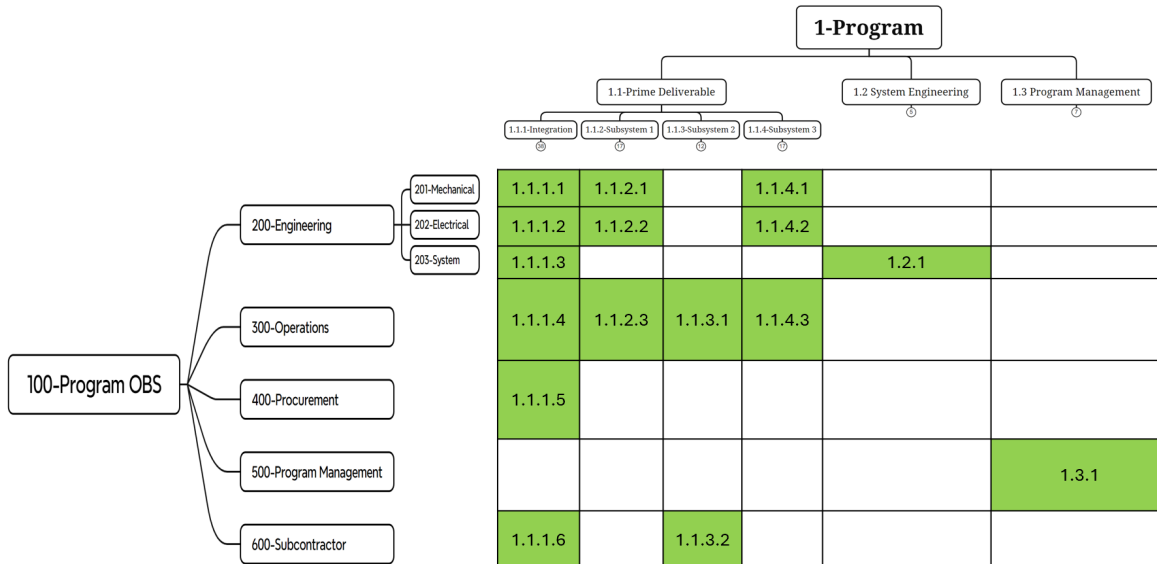 1-Program
1.1-Prime Deliverable
1.2 System Engineering
1.3 Program Management
5
7
1.1.1-Integration
1.1.2-Subsystem 1
1.1.3-Subsystem 2
1.1.4-Subsystem 3
36
17
12
17
201-Mechanical
1.1.1.1
1.1.2.1
1.1.4.1
200-Engineering
202-Electrical
1.1.1.2
1.1.2.2
1.1.4.2
203-System
1.1.1.3
1.2.1
300-Operations
1.1.1.4
1.1.2.3
1.1.3.1
1.1.4.3
100-Program OBS
400-Procurement
1.1.1.5
500-Program Management
1.3.1
600-Subcontractor
1.1.1.6
1.1.3.2